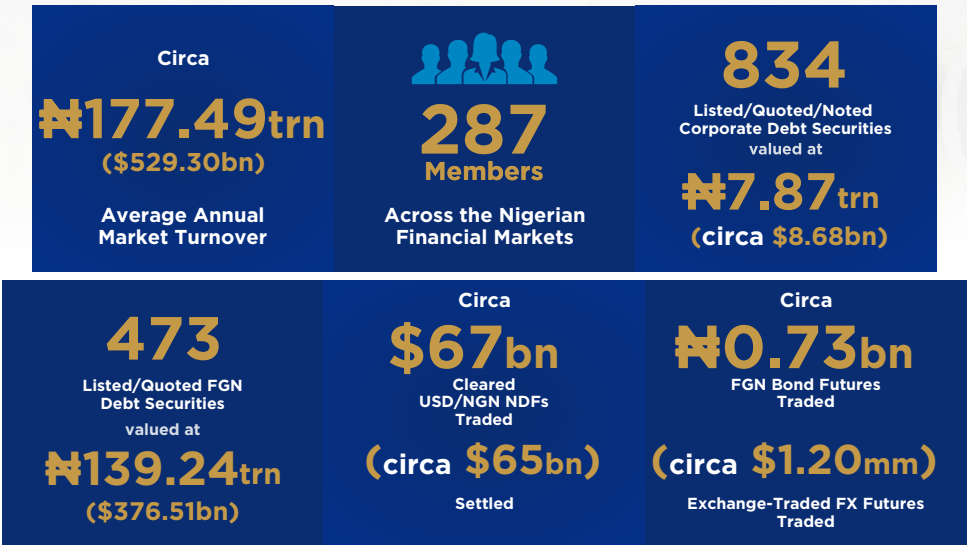 Circa
₦177.49trn
($529.30bn)
Average Annual
Market Turnover
287
Members
Across the Nigerian
Financial Markets
834
Listed/Quoted/Noted
Corporate Debt Securities
valued at
₦7.87trn
(circa $8.68bn)
473
Listed/Quoted FGN
Debt Securities
valued at
₦139.24trn
($376.51bn)
Circa
$67bn
Cleared
USD/NGN NDFs
Traded
(circa $65bn)
Settled
Circa
₦0.73bn
FGN Bond Futures
Traded
(circa $1.20mm)
Exchange-Traded FX Futures
Traded